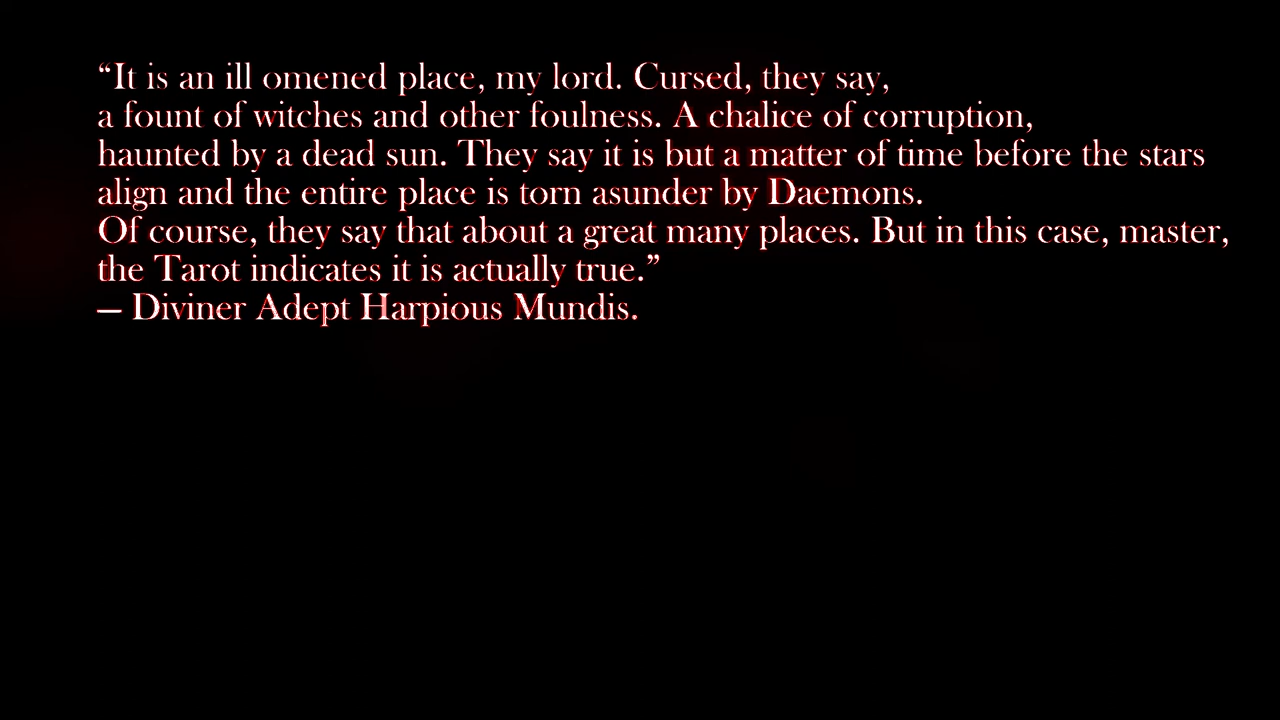 “It is an ill omened place, my lord. Cursed, they say,
a fount of witches and other foulness. A chalice of corruption,
haunted by a dead sun. They say it is but a matter of time before the stars
align and the entire place is torn asunder by Daemons.
Of course, they say that about a great many places. But in this case, master,
the Tarot indicates it is actually true.”
— Diviner Adept Harpious Mundis.